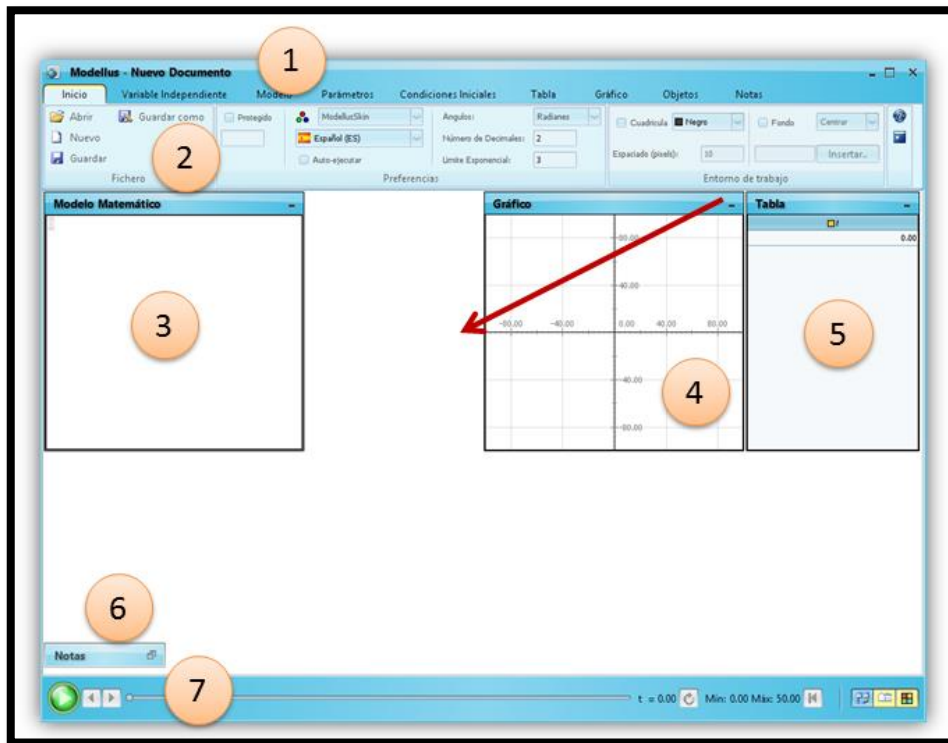 1
Modellus - Nuevo Documento
Inicio Variable Independiente Modelo Parámetros Condiciones Iniciales Tabla Gráfico Objetos Notas
Abrir Guardar como Protegido ModellusSkin Angulos: Radianes Cuadricula Negro Fondo Centrar
Nuevo Español (ES) Número de Decimales: 2
Guardar Auto-ejecutar Limite Exponencial: 3 Espaciado (pixels): 10 Insertar..
2
Fichero Preferencias Entorno de trabajo
Modelo Matemático Gráfico Tabla
t
0.00
80.00
40.00
-80.00 -40.00 0.00 40.00 80.00
-40.00
-80.00
3
4
5
6
Notas
7
t = 0.00 Min: 0.00 Máx: 50.00